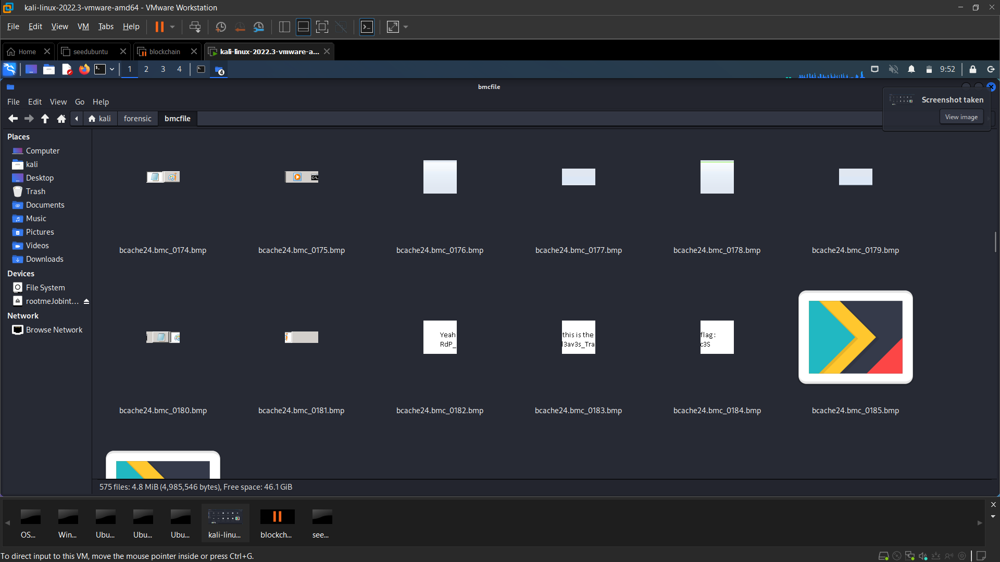 kali-linux-2022.3-vmware-amd64 - VMware Workstation
File Edit View VM Tabs Help
Home seedubuntu blockchain kali-linux-2022.3-vmware-a...
1 2 3 4 4 9:52
bmcfile
File Edit View Go Help
Screenshot taken
View image
kali forensic bmcfile
Places
Computer
kali
Desktop
Trash
Documents
Music
Pictures
Videos
Downloads
Devices
File System
rootmeJobint...
Network
Browse Network
C:\.
bcache24.bmc_0174.bmp bcache24.bmc_0175.bmp bcache24.bmc_0176.bmp bcache24.bmc_0177.bmp bcache24.bmc_0178.bmp bcache24.bmc_0179.bmp
Yeah this is the flag:
RdP_ l3av3s_Tra c3S
bcache24.bmc_0180.bmp bcache24.bmc_0181.bmp bcache24.bmc_0182.bmp bcache24.bmc_0183.bmp bcache24.bmc_0184.bmp bcache24.bmc_0185.bmp
575 files: 4.8 MiB (4,985,546 bytes), Free space: 46.1 GiB
OS... Win... Ubu... Ubu... Ubu... kali-linu... blockch... see...
To direct input to this VM, move the mouse pointer inside or press Ctrl+G.